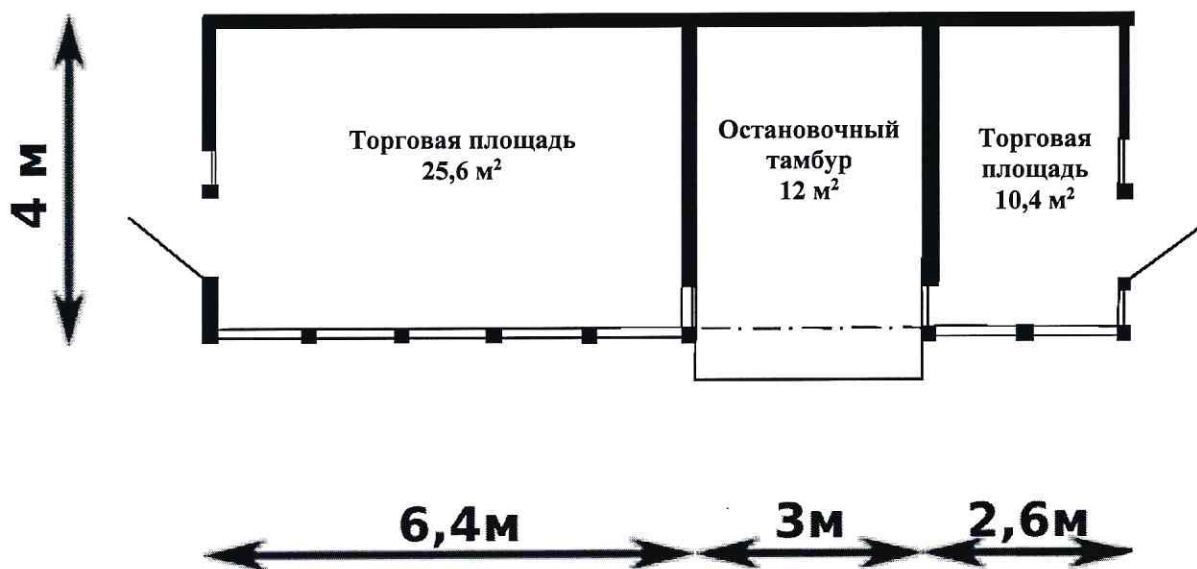 4 м
Торговая площадь
25,6 м²
Остановочный
тамбур
12 м²
Торговая
площадь
10,4 м²
6,4м
3м
2,6м